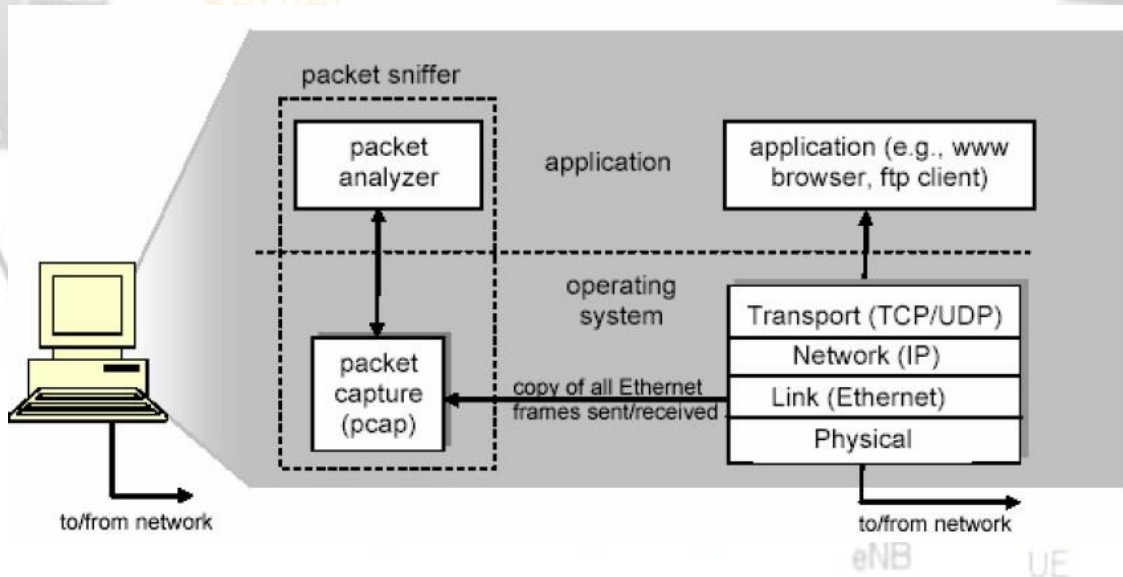 packet sniffer
packet
analyzer
application
application (e.g., www
browser, ftp client)
operating
system
packet
capture
(pcap)
copy of all Ethernet
frames sent/received
Transport (TCP/UDP)
Network (IP)
Link (Ethernet)
Physical
to/from network
to/from network
eNB
UE